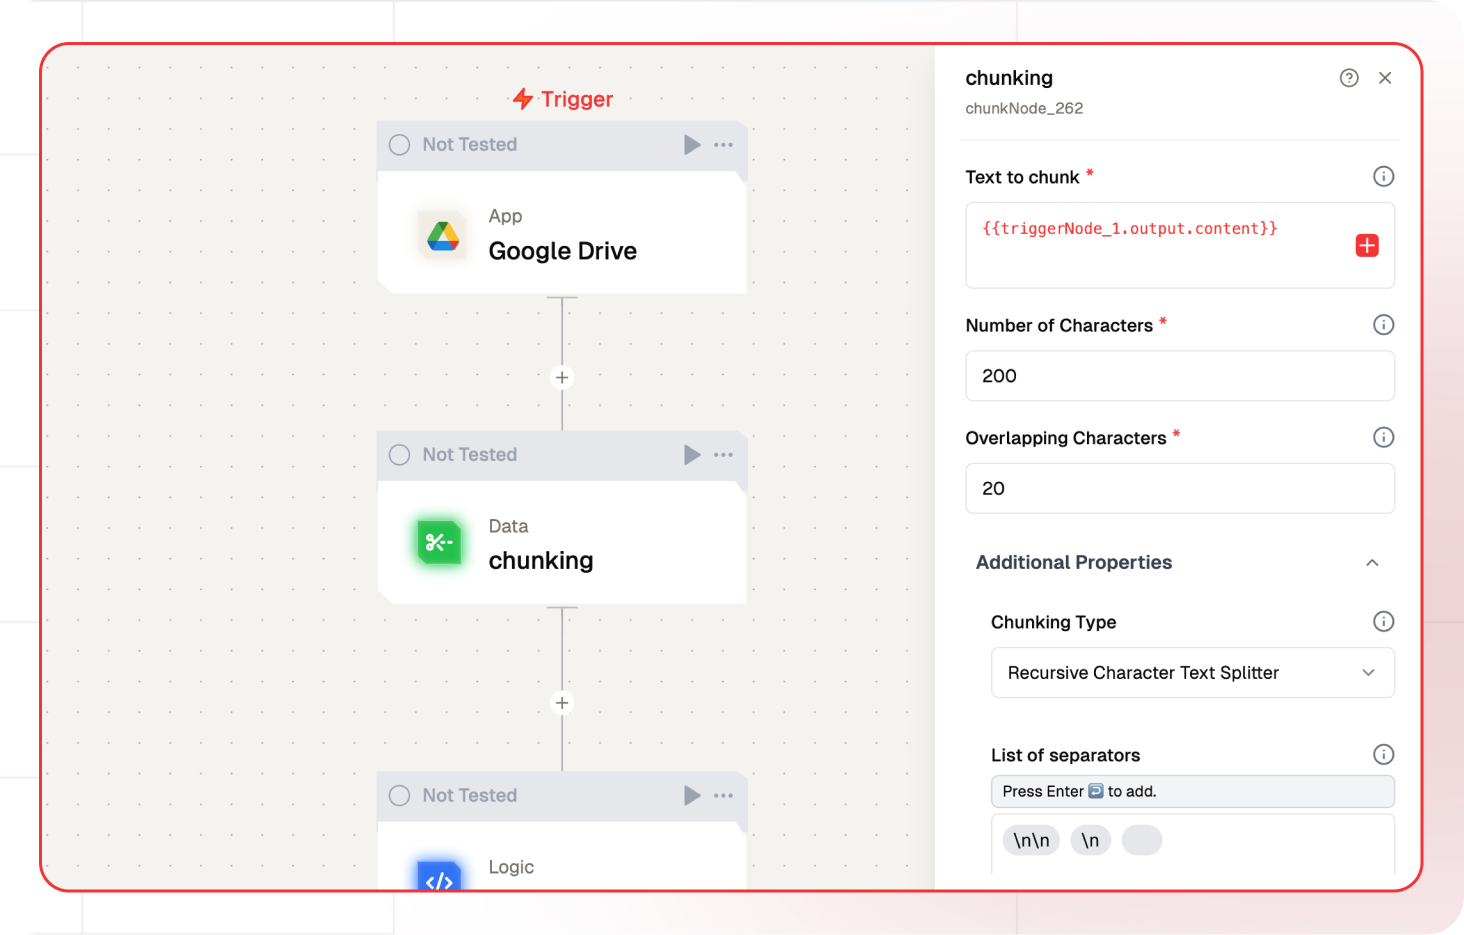 Trigger
Not Tested
App
Google Drive
Not Tested
Data
chunking
Not Tested
Logic
</>
chunking
chunkNode_262
Text to chunk *
{{triggerNode_1.output.content}}
Number of Characters *
200
Overlapping Characters *
20
Additional Properties
Chunking Type
Recursive Character Text Splitter
List of separators
Press Enter ↩ to add.
\n\n \n